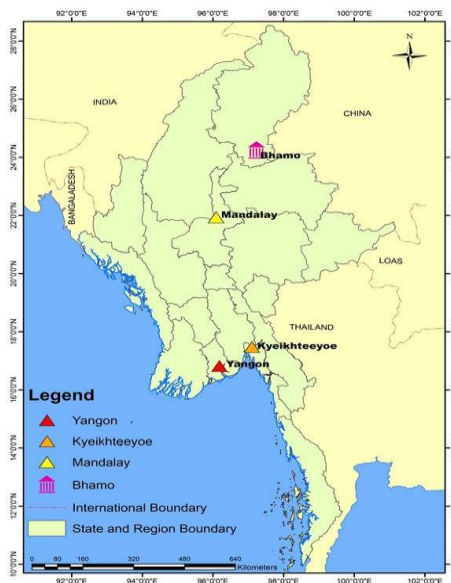 92°0'0"E 94°0'0"E 96°0'0"E 98°0'0"E 100°0'0"E 102°0'0"E
28°0'0"N
N
26°0'0"N
INDIA
CHINA
24°0'0"N
Bhamo
BANGALADESH
22°0'0"N
Mandalay
LOAS
20°0'0"N
THAILAND
18°0'0"N
Kyeikhteeyoe
Yangon
16°0'0"N
Legend
Yangon
Kyeikhteeyoe
14°0'0"N
Mandalay
Bhamo
12°0'0"N
International Boundary
State and Region Boundary
0 80 160 320 480 640
Kilometers
10°0'0"N
92°0'0"E 94°0'0"E 96°0'0"E 98°0'0"E 100°0'0"E 102°0'0"E